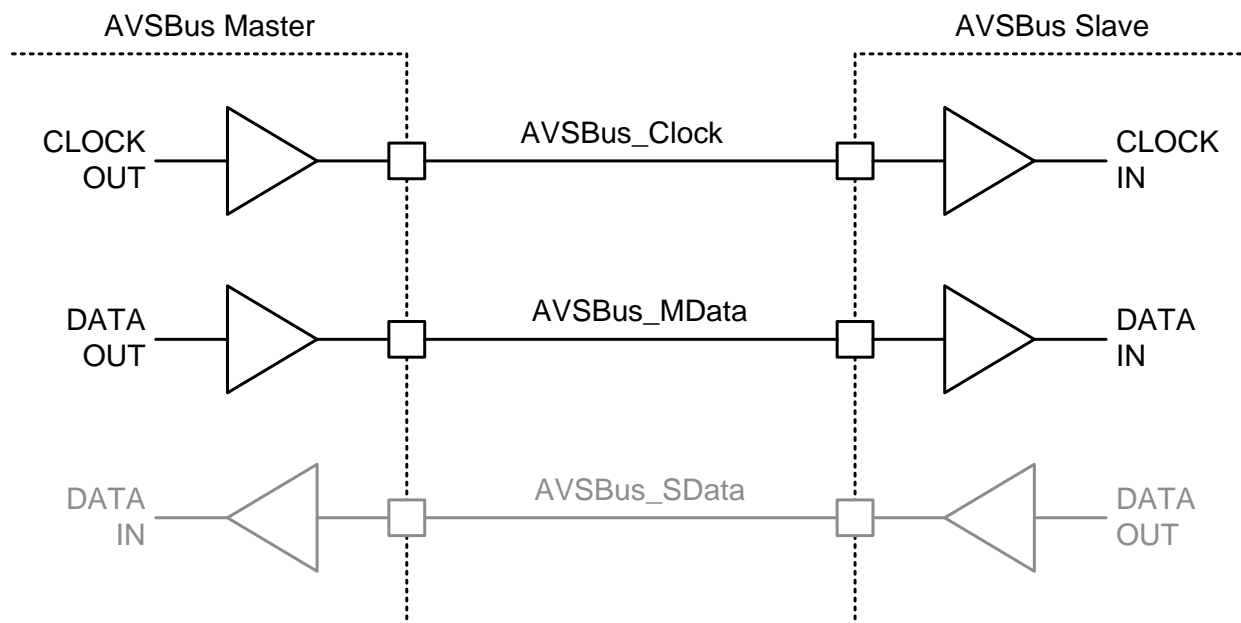 AVSBus Master
AVSBus Slave
CLOCK
OUT
AVSBus_Clock
CLOCK
IN
DATA
OUT
AVSBus_MData
DATA
IN
DATA
IN
AVSBus_SData
DATA
OUT